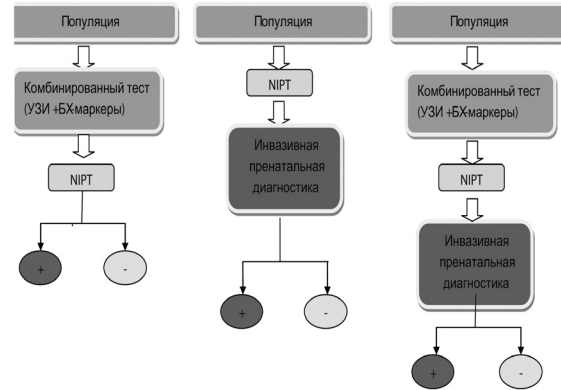 Популяция
Комбинированный тест
(УЗИ +БХ-маркеры)
NIPT
+
-
Популяция
NIPT
Инвазивная
пренатальная
диагностика
+
-
Популяция
Комбинированный тест
(УЗИ +БХ-маркеры)
NIPT
Инвазивная
пренатальная
диагностика
+
-